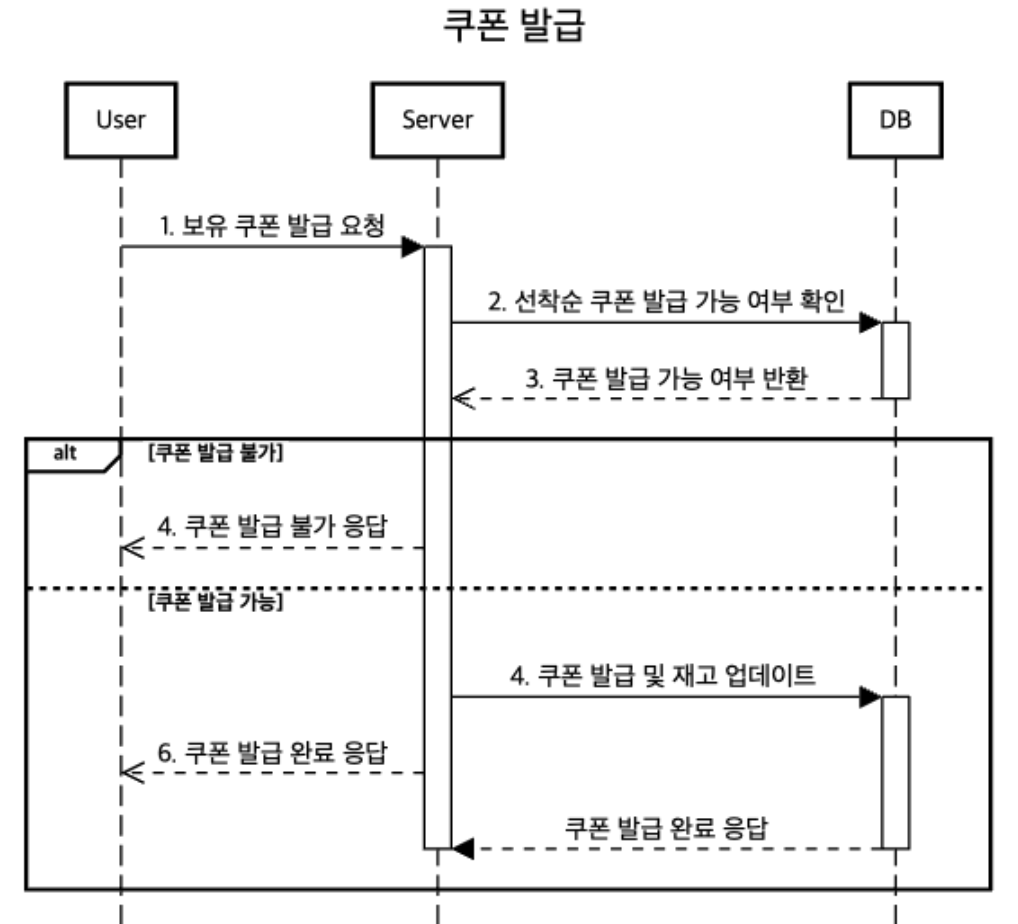 쿠폰 발급
User
Server
DB
1. 보유 쿠폰 발급 요청
2. 선착순 쿠폰 발급 가능 여부 확인
3. 쿠폰 발급 가능 여부 반환
alt
[쿠폰 발급 불가]
4. 쿠폰 발급 불가 응답
[쿠폰 발급 가능]
4. 쿠폰 발급 및 재고 업데이트
6. 쿠폰 발급 완료 응답
쿠폰 발급 완료 응답